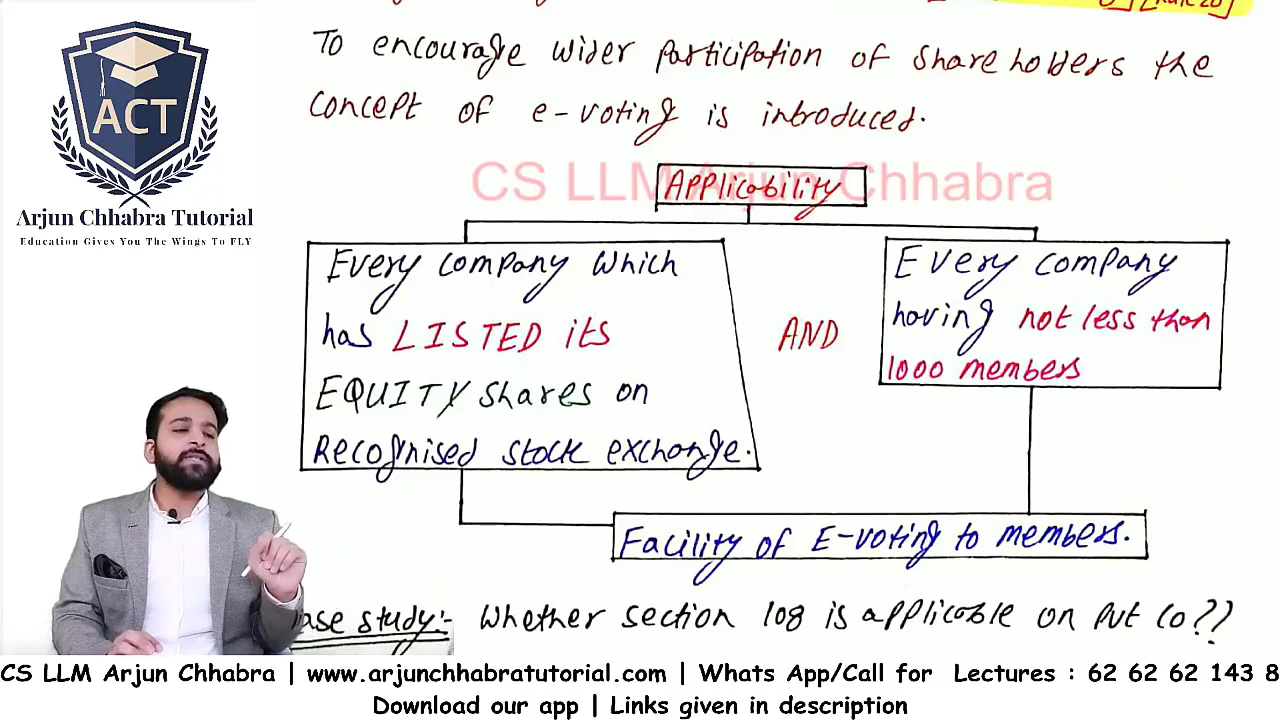 [Rule 20]
To encourage wider participation of shareholders the
concept of e-voting is introduced.
CS LLM Arjun Chhabra
Applicability
Every company which
has LISTED its
EQUITY shares on
Recognised stock exchange.
AND
Every company
having not less than
1000 members
Facility of E-voting to members.
ase study:- Whether section 108 is applicable on Pvt Co??
ACT
Arjun Chhabra Tutorial
Education Gives You The Wings To FLY
CS LLM Arjun Chhabra | www.arjunchhabratutorial.com | Whats App/Call for Lectures : 62 62 62 143 8
Download our app | Links given in description